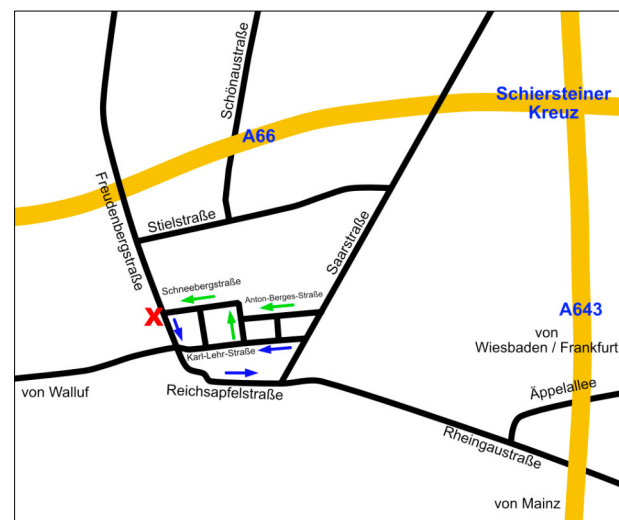 Schönaustraße
Schiersteiner
Kreuz
A66
Freudenbergstraße
Stielstraße
Saarstraße
Schneebergstraße
Anton-Berges-Straße
X
A643
von
Wiesbaden / Frankfurt
Karl-Lehr-Straße
von Walluf
Reichsapfelstraße
Äppelallee
Rheingaustraße
von Mainz